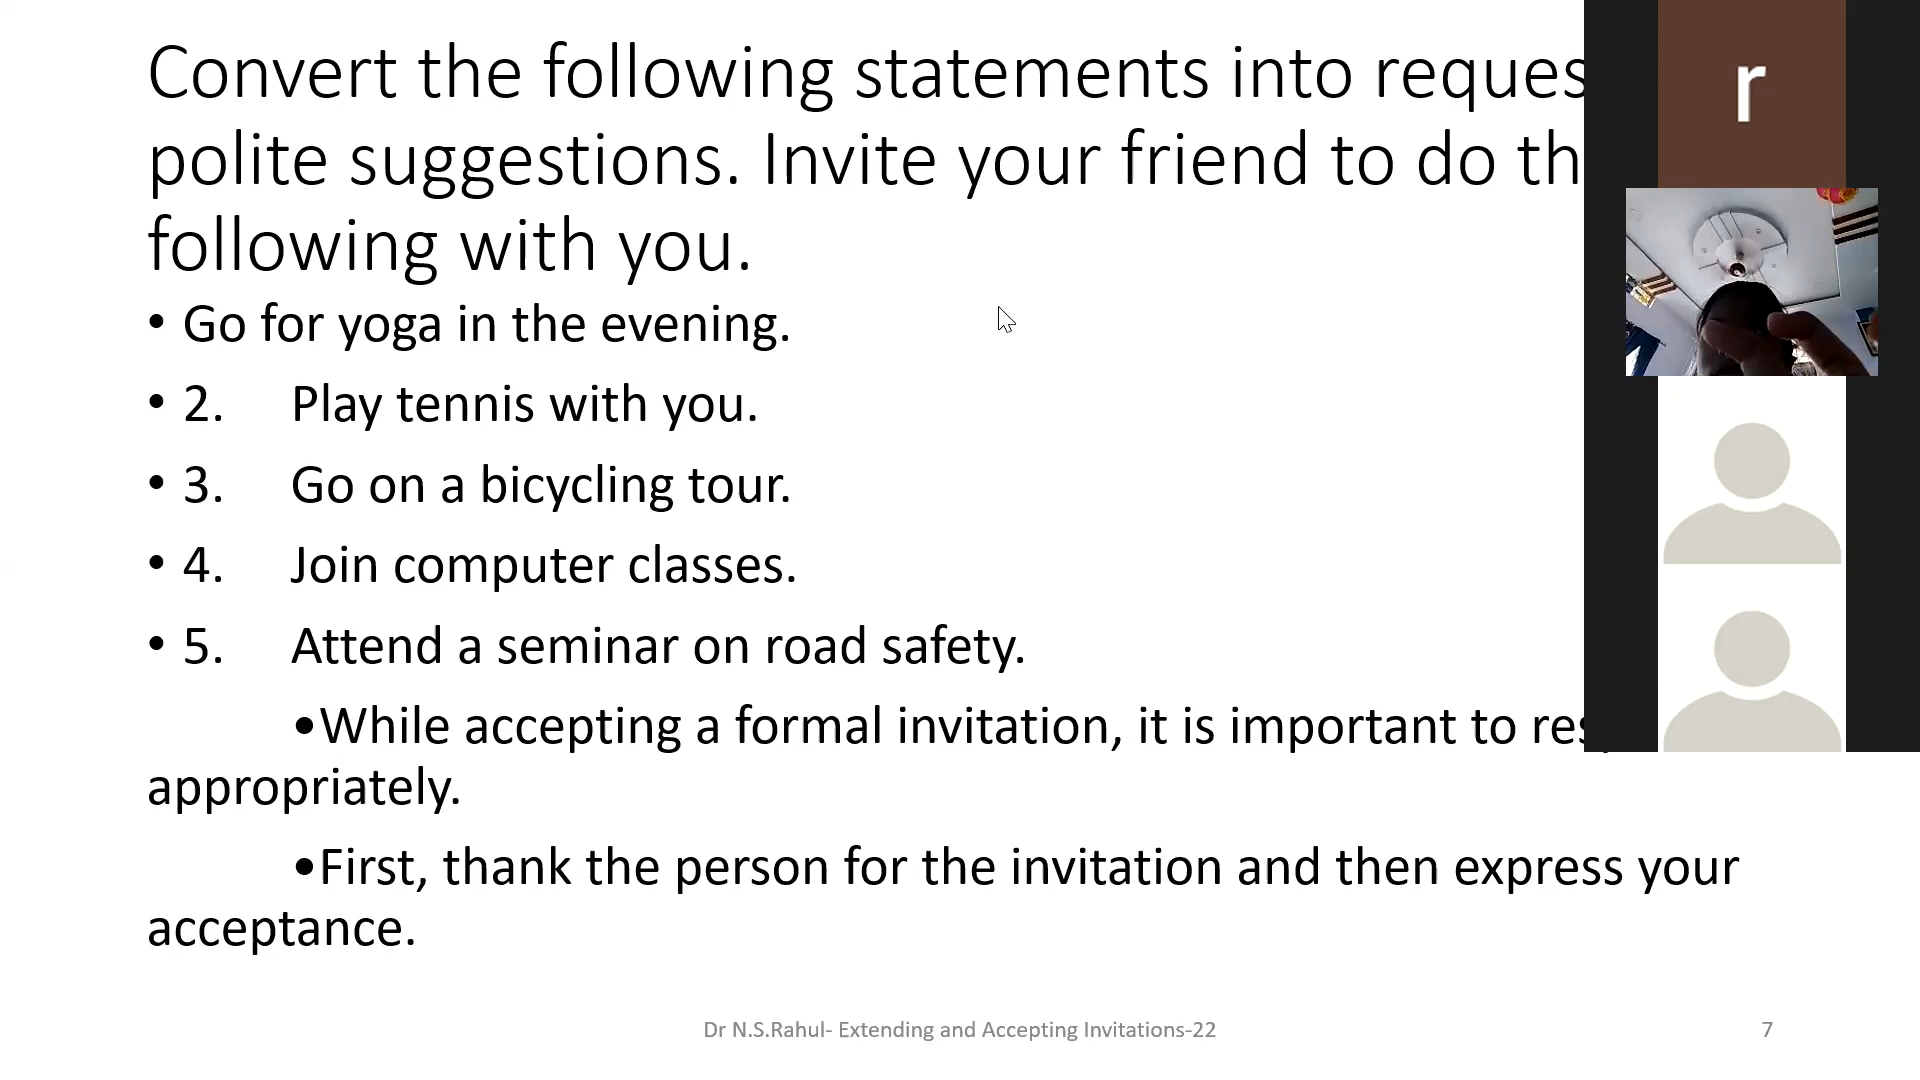 Convert the following statements into
polite suggestions. Invite your friend to do
following with you.
• Go for yoga in the evening.
• 2. Play tennis with you.
• 3. Go on a bicycling tour.
• 4. Join computer classes.
• 5. Attend a seminar on road safety.
•While accepting a formal invitation, it is important to
appropriately.
•First, thank the person for the invitation and then express your
acceptance.
Dr N.S.Rahul- Extending and Accepting Invitations-22
7
r